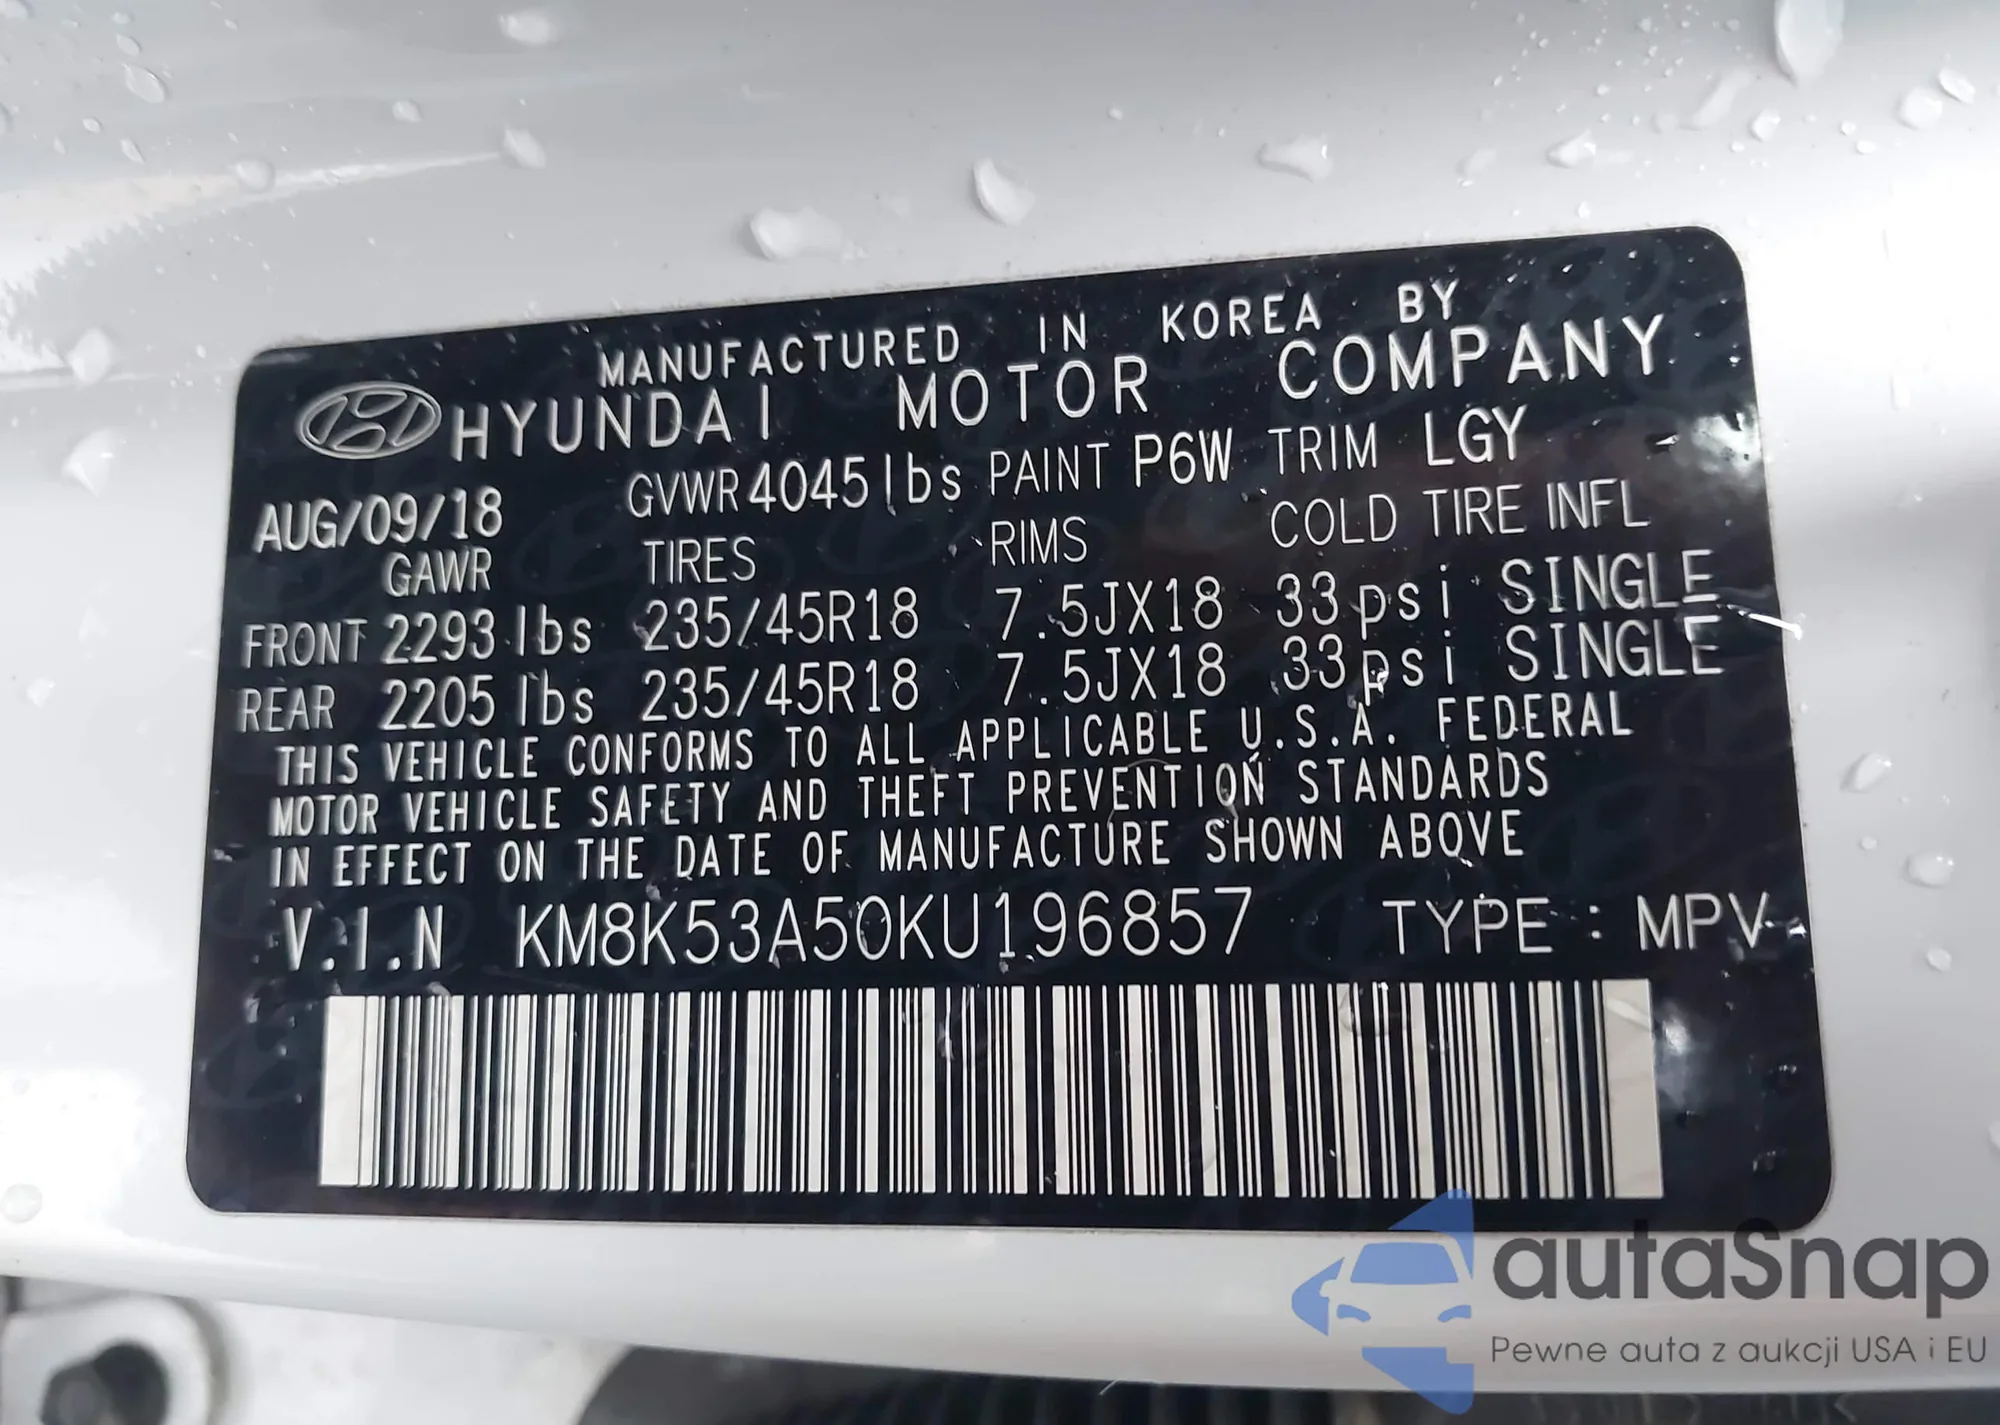 MANUFACTURED IN KOREA BY
HYUNDAI MOTOR COMPANY
AUG/09/18 GVWR 4045lbs PAINT P6W TRIM LGY
GAWR TIRES RIMS COLD TIRE INFL
FRONT 2293 lbs 235/45R18 7.5JX18 33psi SINGLE
REAR 2205 lbs 235/45R18 7.5JX18 33psi SINGLE
THIS VEHICLE CONFORMS TO ALL APPLICABLE U.S.A. FEDERAL
MOTOR VEHICLE SAFETY AND THEFT PREVENTION STANDARDS
IN EFFECT ON THE DATE OF MANUFACTURE SHOWN ABOVE
V.I.N KM8K53A50KU196857 TYPE : MPV
autaSnap
Pewne auta z aukcji USA i EU